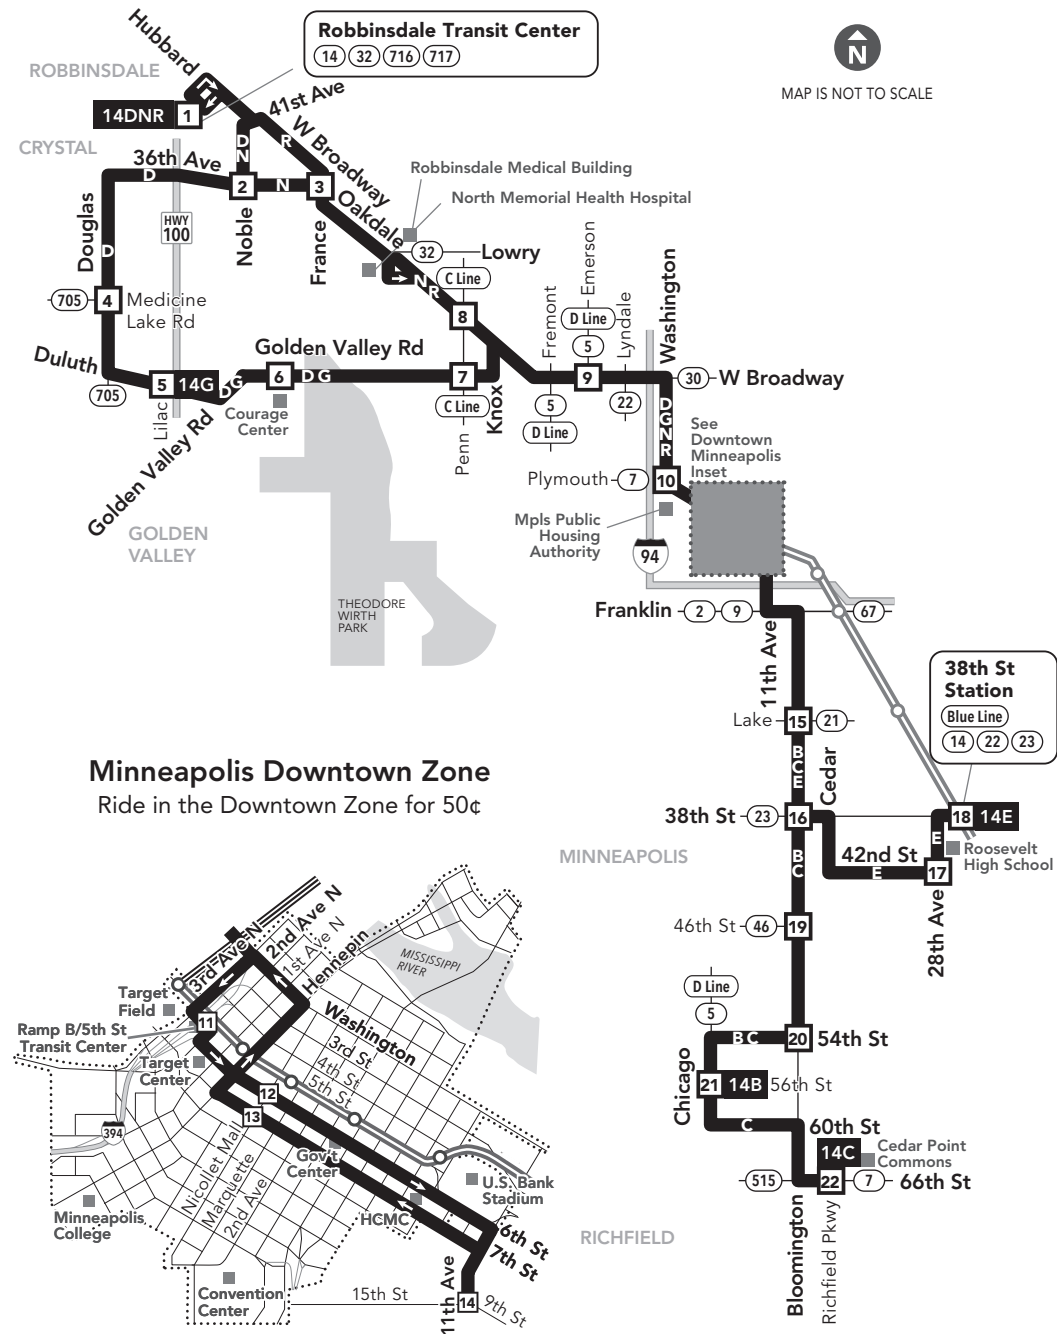 Hubbard
Robbinsdale Transit Center
14 32 716 717
N
MAP IS NOT TO SCALE
ROBBINSDALE
14DNR 1
41st Ave
CRYSTAL
W Broadway
D
N
R
36th Ave
D
2
N
3
Robbinsdale Medical Building
North Memorial Health Hospital
Oakdale
Douglas
HWY
100
Noble
France
32
Lowry
D
N
R
C Line
Emerson
Washington
705
4
Medicine
Lake Rd
8
D Line
Fremont
Lyndale
5
Golden Valley Rd
Duluth
5
14G
D G
6
D G
7
9
30
W Broadway
705
Courage
Center
C Line
Knox
5
D Line
22
D
G
N
R
Lilac
Penn
Golden Valley Rd
See
Downtown
Minneapolis
Inset
Plymouth
7
10
GOLDEN
VALLEY
Mpls Public
Housing
Authority
94
THEODORE
WIRTH
PARK
Franklin
2
9
67
11th Ave
38th St
Station
Blue Line
14 22 23
Lake
15
21
B
C
E
Cedar
38th St
23
16
18
14E
E
Roosevelt
High School
MINNEAPOLIS
B
C
42nd St
E
17
28th Ave
46th St
46
19
D Line
5
B C
20
54th St
Chicago
21
14B
56th St
C
60th St
14C
Cedar Point
Commons
515
22
7
66th St
RICHFIELD
Bloomington
Richfield Pkwy
Minneapolis Downtown Zone
Ride in the Downtown Zone for 50¢
3rd Ave N
2nd Ave N
1st Ave N
Hennepin
MISSISSIPPI
RIVER
Target
Field
11
Ramp B/5th St
Transit Center
Washington
3rd St
4th St
5th St
Target
Center
12
13
394
Nicollet Mall
Marquette
2nd Ave
Gov't
Center
U.S. Bank
Stadium
HCMC
Minneapolis
College
6th St
7th St
Convention
Center
15th St
11th Ave
14
9th St